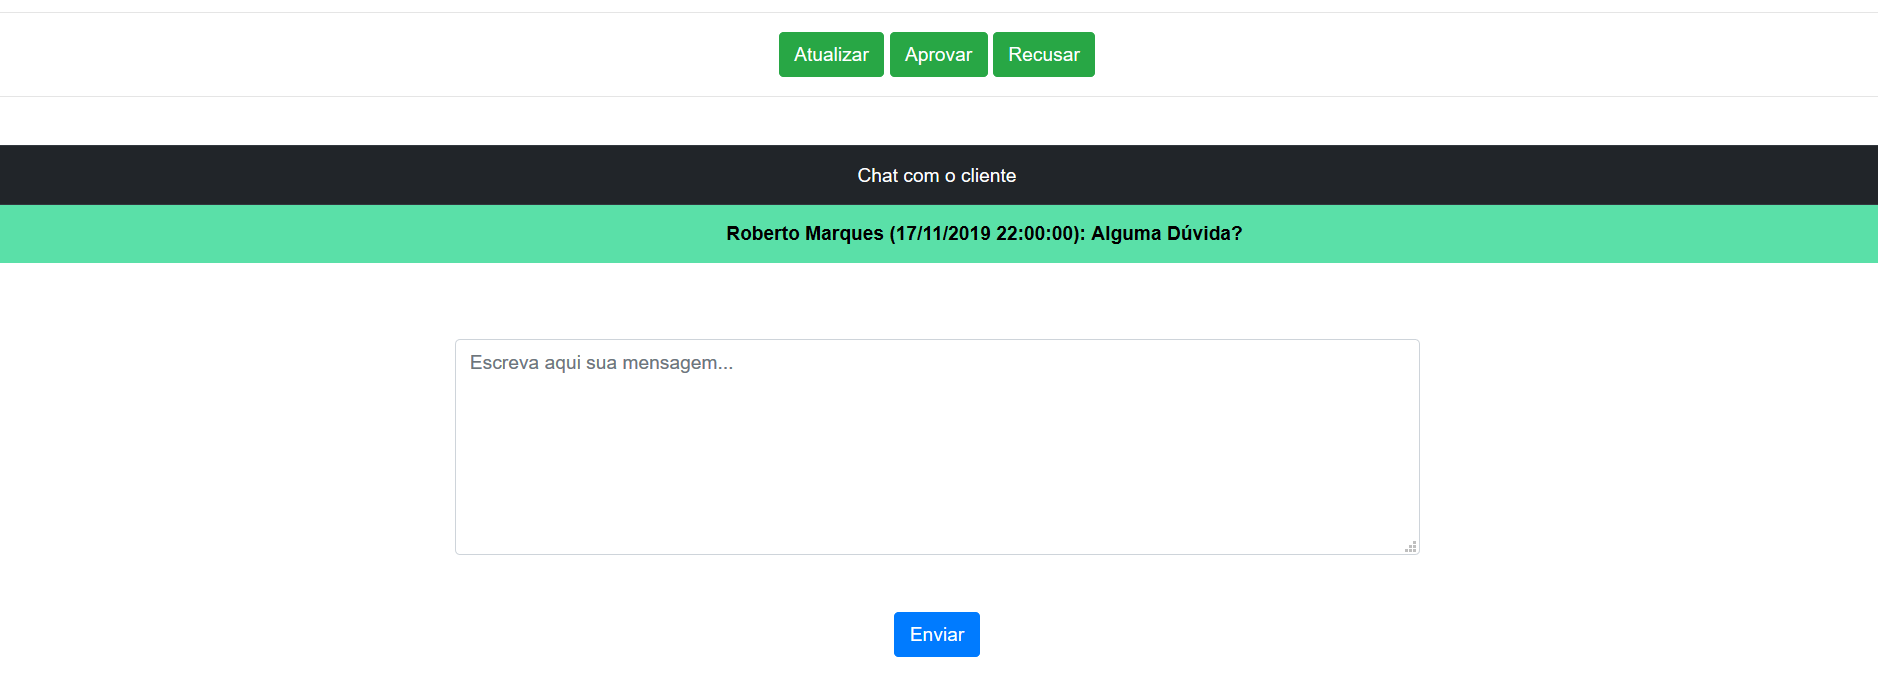 Atualizar Aprovar Recusar
Chat com o cliente
Roberto Marques (17/11/2019 22:00:00): Alguma Dúvida?
Escreva aqui sua mensagem...
Enviar